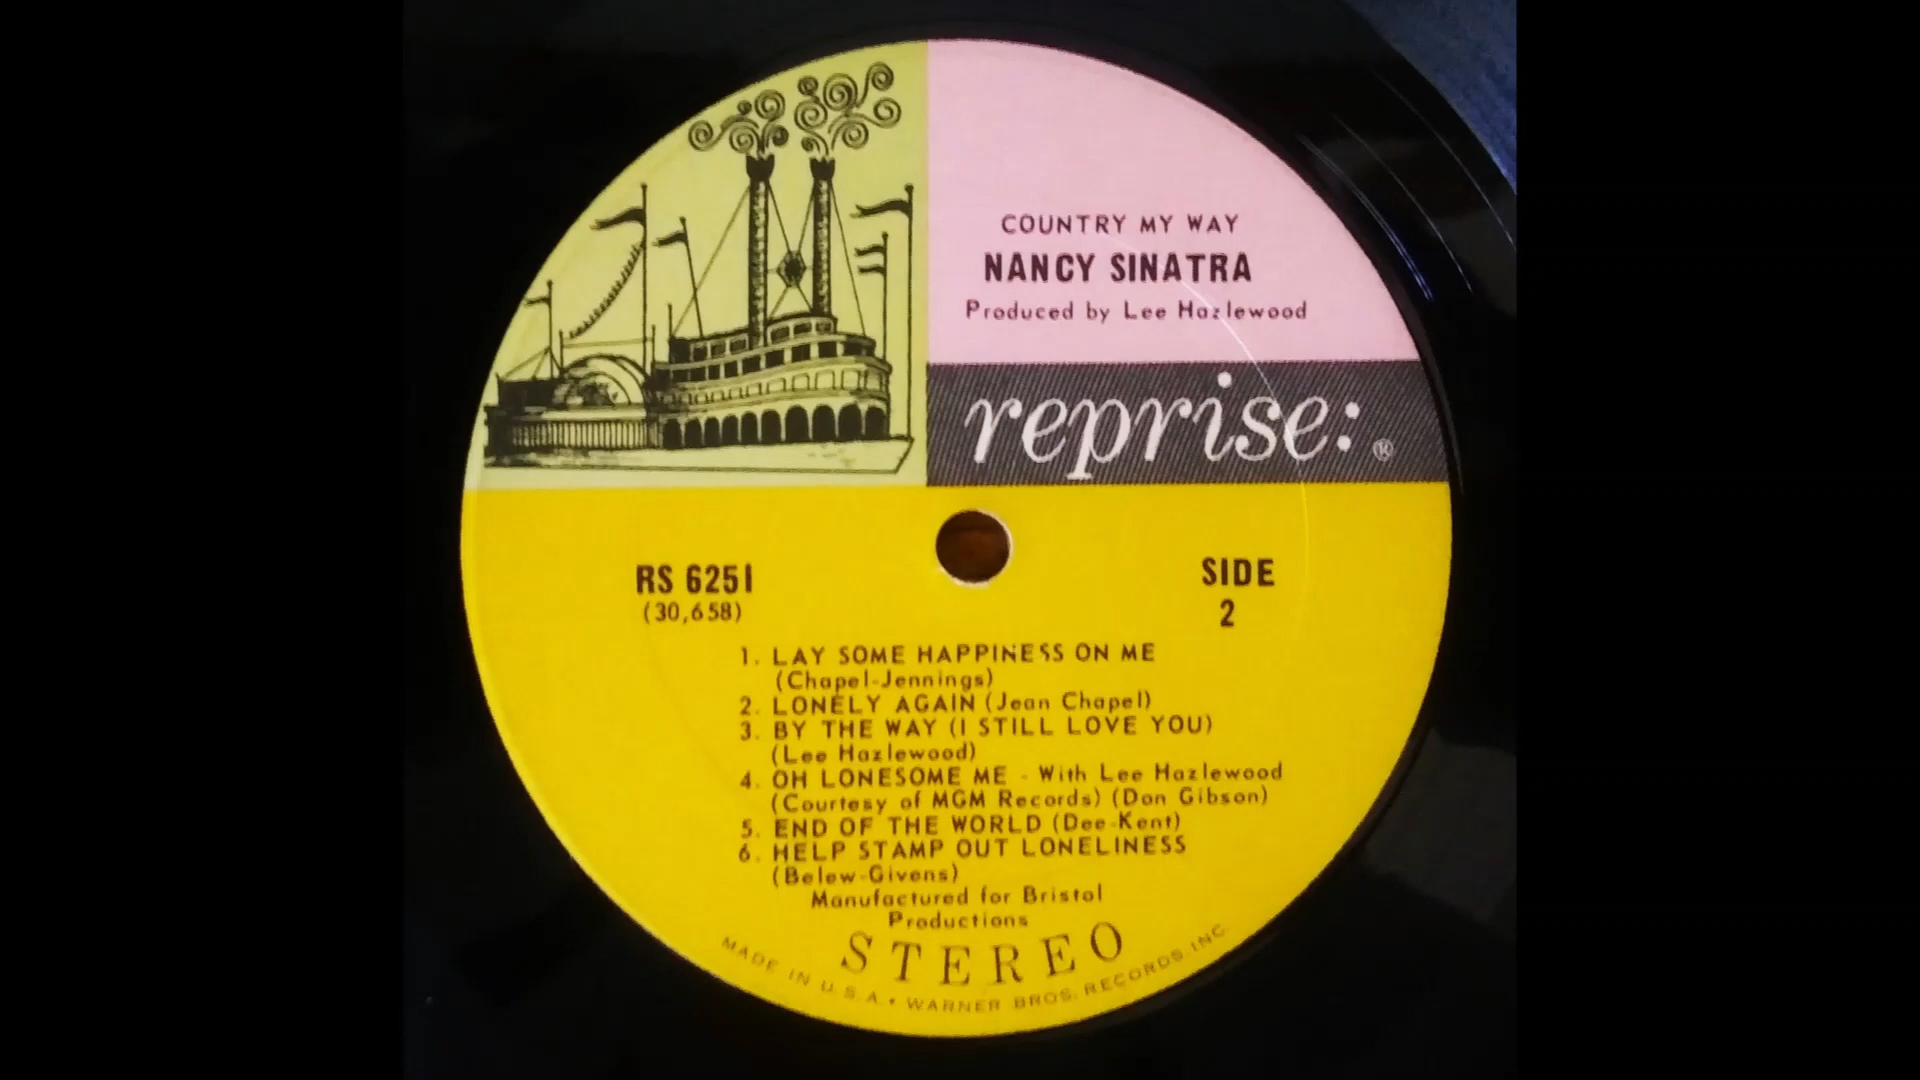 COUNTRY MY WAY
NANCY SINATRA
Produced by Lee Hazlewood
reprise:®
RS 6251
(30,658)
SIDE
2
1. LAY SOME HAPPINESS ON ME
(Chapel-Jennings)
2. LONELY AGAIN (Jean Chapel)
3. BY THE WAY (I STILL LOVE YOU)
(Lee Hazlewood)
4. OH LONESOME ME - With Lee Hazlewood
(Courtesy of MGM Records) (Don Gibson)
5. END OF THE WORLD (Dee-Kent)
6. HELP STAMP OUT LONELINESS
(Belew-Givens)
Manufactured for Bristol
Productions
STEREO
MADE IN U.S.A. • WARNER BROS. RECORDS INC.